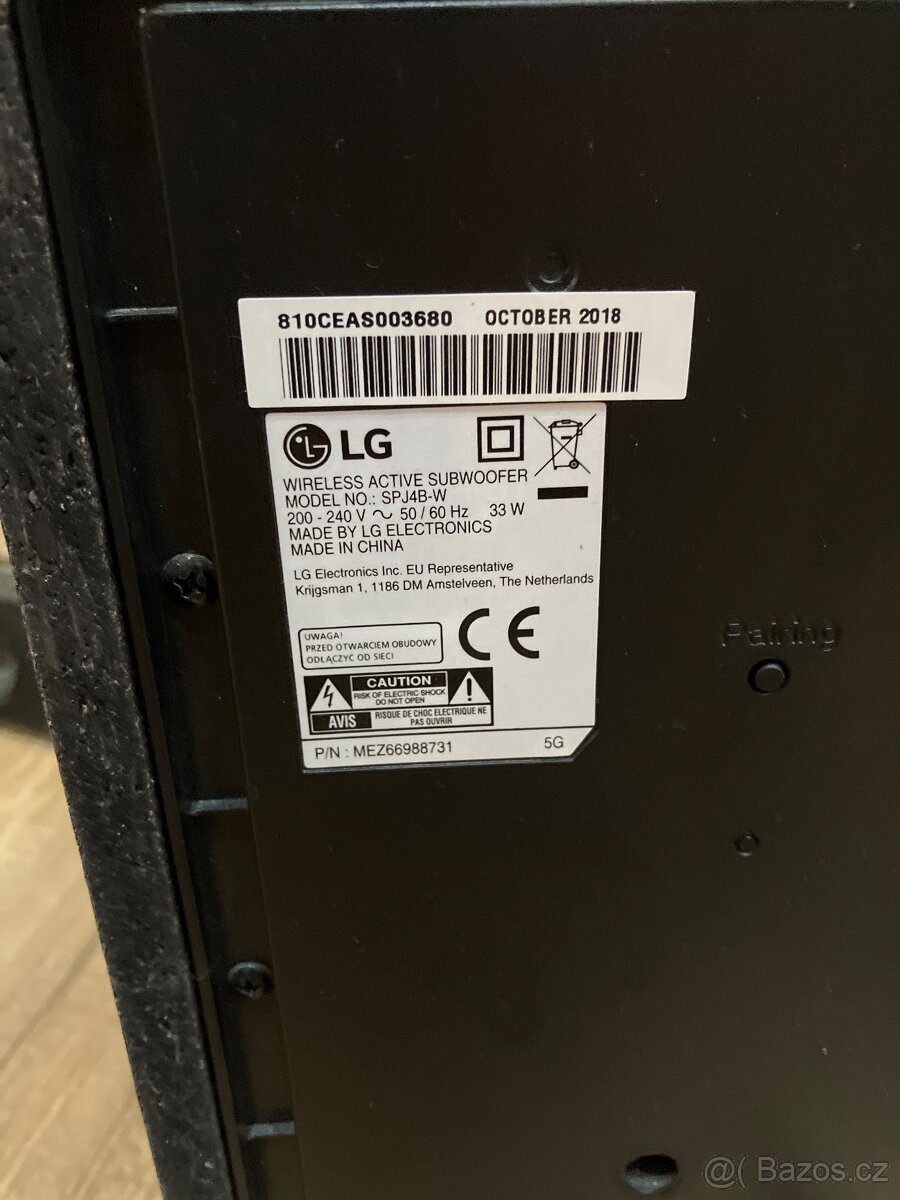 810CEAS003680 OCTOBER 2018
LG
WIRELESS ACTIVE SUBWOOFER
MODEL NO.: SPJ4B-W
200 - 240 V ~ 50 / 60 Hz 33 W
MADE BY LG ELECTRONICS
MADE IN CHINA
LG Electronics Inc. EU Representative
Krijgsman 1, 1186 DM Amstelveen, The Netherlands
UWAGA!
PRZED OTWARCIEM OBUDOWY
ODŁĄCZYĆ OD SIECI
CE
CAUTION
RISK OF ELECTRIC SHOCK
DO NOT OPEN
AVIS
RISQUE DE CHOC ELECTRIQUE NE
PAS OUVRIR
P/N : MEZ66988731 5G
Pairing
@( Bazos.cz